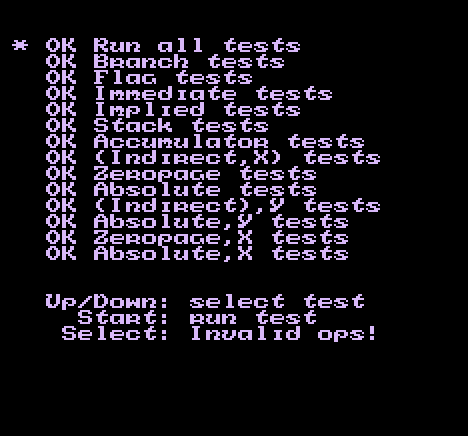 * OK Run all tests
OK Branch tests
OK Flag tests
OK Immediate tests
OK Implied tests
OK Stack tests
OK Accumulator tests
OK (Indirect,X) tests
OK Zeropage tests
OK Absolute tests
OK (Indirect),Y tests
OK Absolute,Y tests
OK Zeropage,X tests
OK Absolute,X tests
Up/Down: select test
Start: run test
Select: Invalid ops!